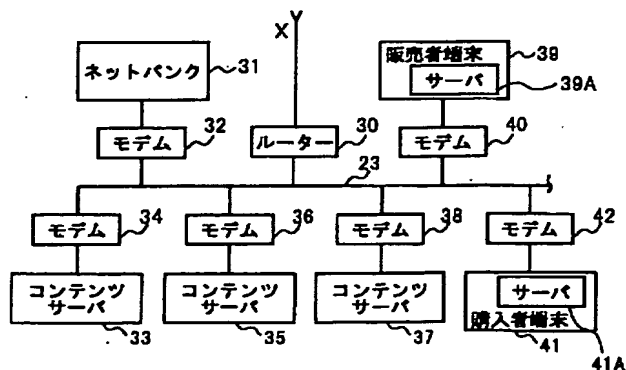 X
ネットバンク
31
販売者端末
39
サーバ
39A
モデム
32
ルーター
30
モデム
40
23
モデム
34
モデム
36
モデム
38
モデム
42
コンテンツ
サーバ
33
コンテンツ
サーバ
35
コンテンツ
サーバ
37
サーバ
購入者端末
41
41A